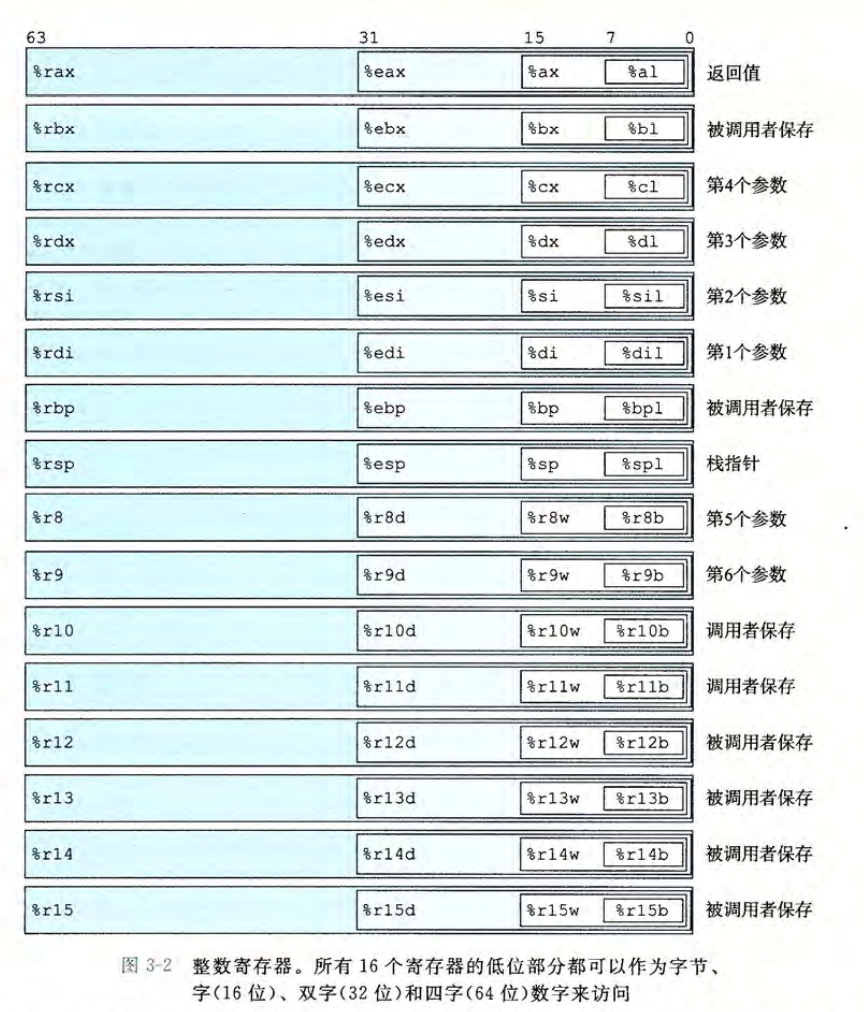 63 31 15 7 0
%rax %eax %ax %al 返回值
%rbx %ebx %bx %bl 被调用者保存
%rcx %ecx %cx %cl 第4个参数
%rdx %edx %dx %dl 第3个参数
%rsi %esi %si %sil 第2个参数
%rdi %edi %di %dil 第1个参数
%rbp %ebp %bp %bpl 被调用者保存
%rsp %esp %sp %spl 栈指针
%r8 %r8d %r8w %r8b 第5个参数
%r9 %r9d %r9w %r9b 第6个参数
%r10 %r10d %r10w %r10b 调用者保存
%r11 %r11d %r11w %r11b 调用者保存
%r12 %r12d %r12w %r12b 被调用者保存
%r13 %r13d %r13w %r13b 被调用者保存
%r14 %r14d %r14w %r14b 被调用者保存
%r15 %r15d %r15w %r15b 被调用者保存
图 3-2 整数寄存器。所有 16 个寄存器的低位部分都可以作为字节、
字(16 位)、双字(32 位)和四字(64 位)数字来访问